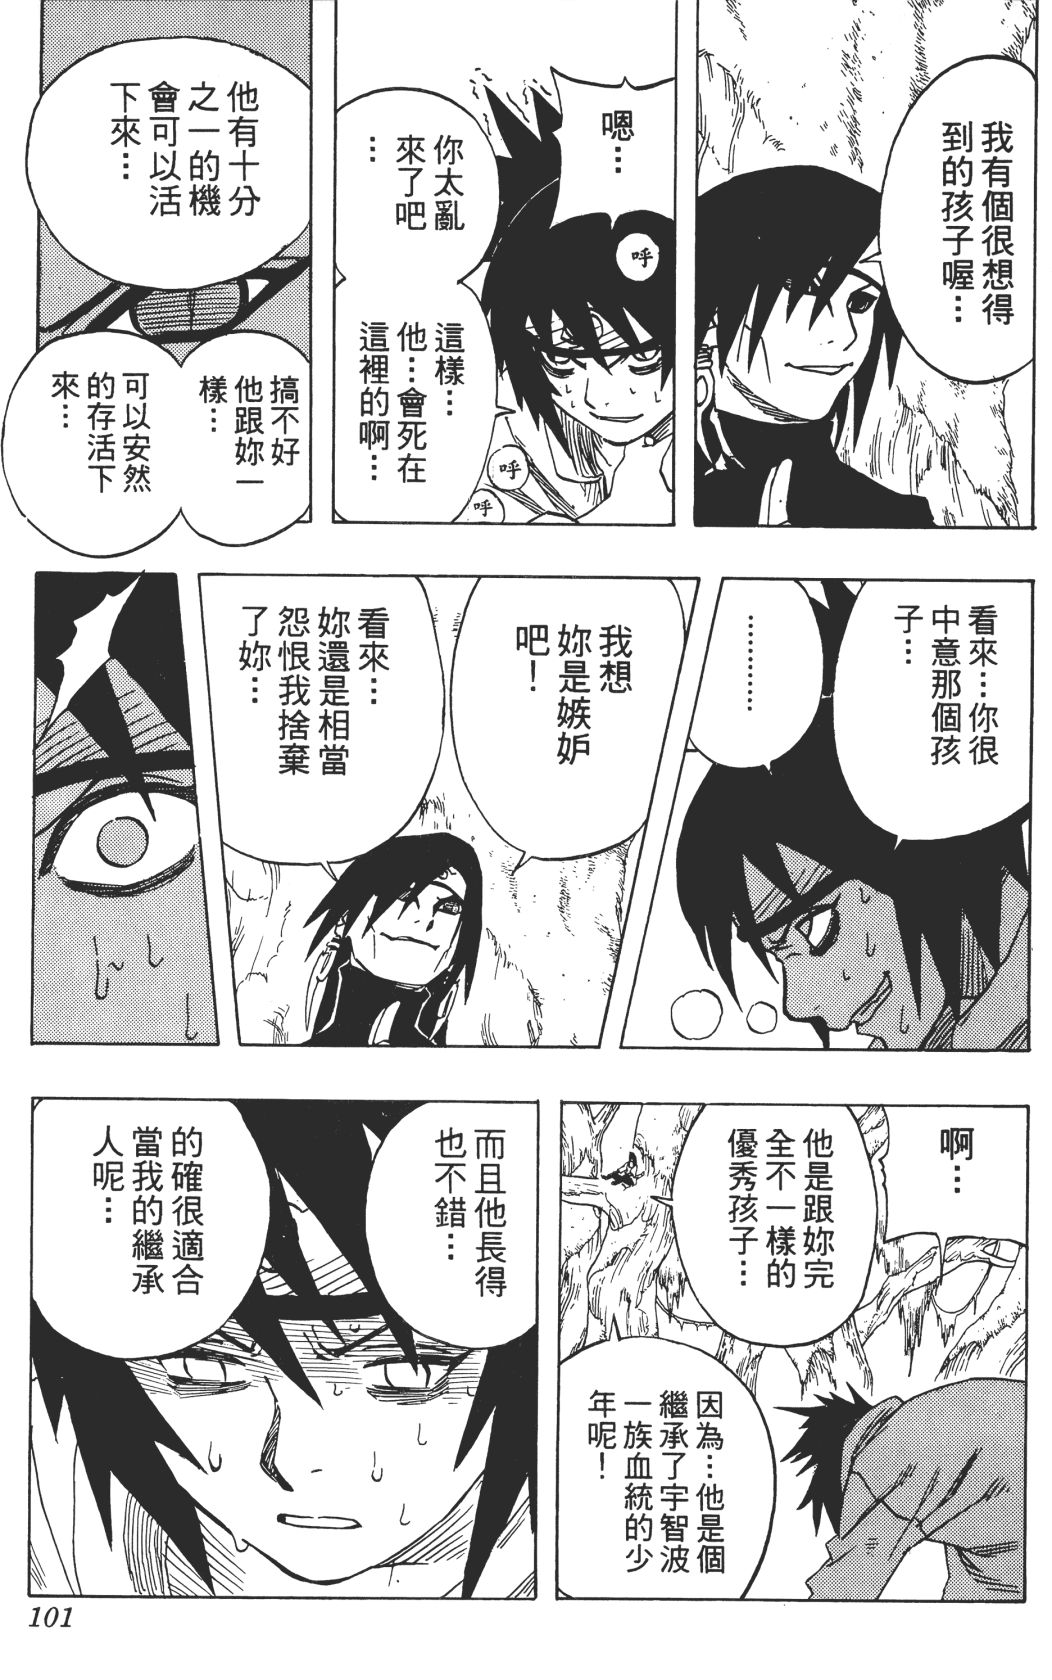 我有個很想得
到的孩子喔…
嗯…
呼
你太亂
來了吧
…
這樣…
他…會死在
這裡的啊…
呼
呼
他有十分
之一的機
會可以活
下來…
搞不好
他跟妳一
樣…
可以安然
的存活下
來…
看來…你很
中意那個孩
子…
…………
我想
妳是嫉妒
吧！
看來…
妳還是相當
怨恨我捨棄
了妳…
啊…
他是跟妳完
全不一樣的
優秀孩子…
因為…他是個
繼承了宇智波
一族血統的少
年呢！
而且他長得
也不錯…
的確很適合
當我的繼承
人呢…
101